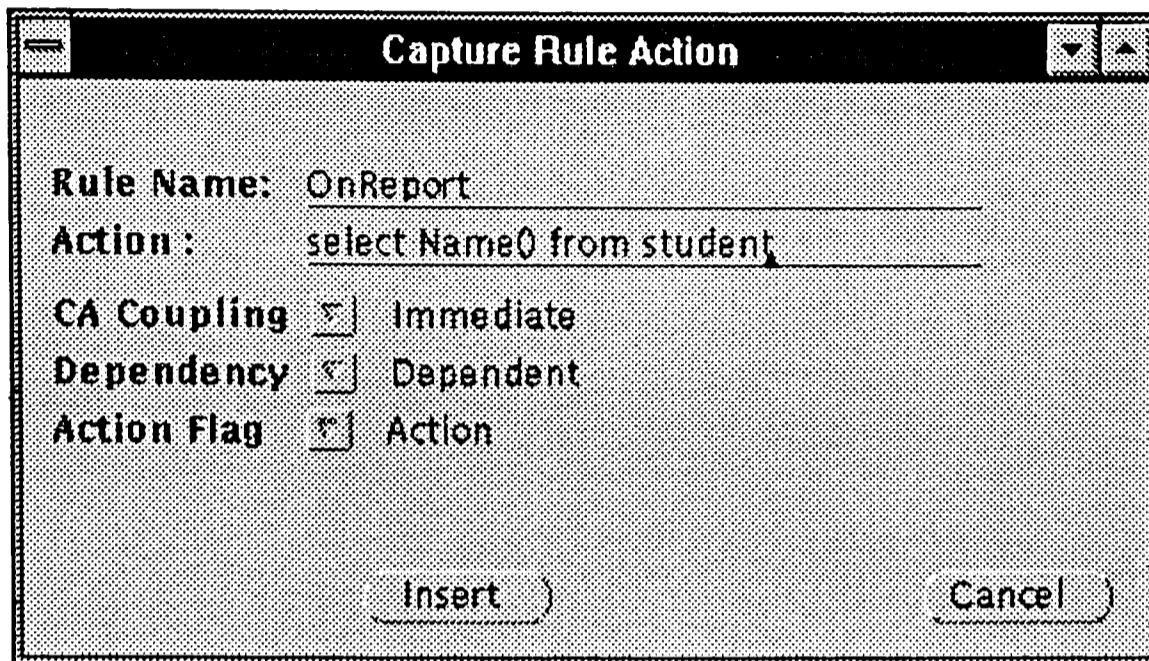 Capture Rule Action
Rule Name: OnReport
Action : select Name() from student
CA Coupling Immediate
Dependency Dependent
Action Flag Action
Insert Cancel